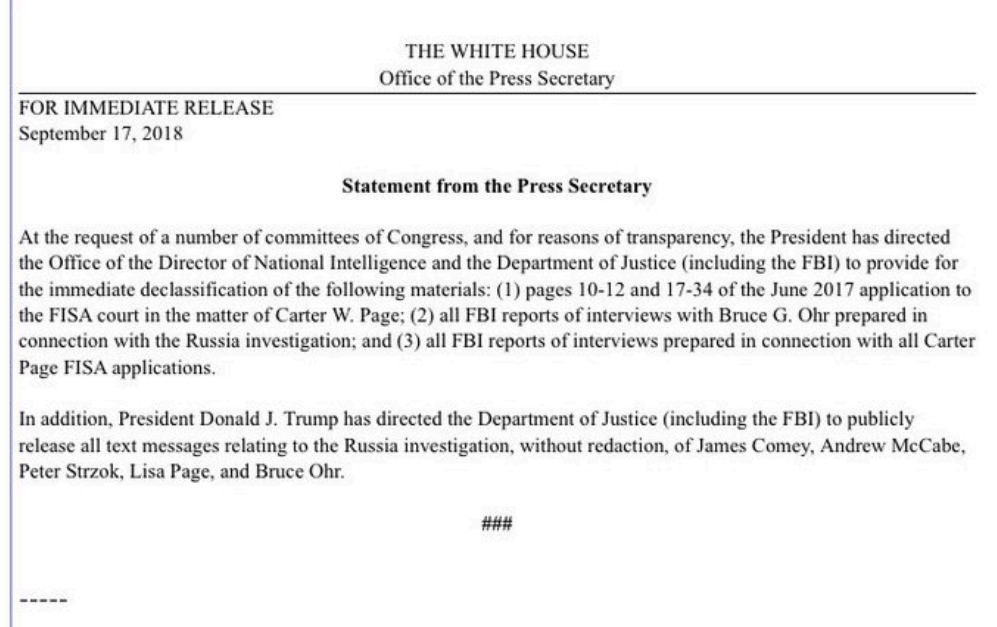 THE WHITE HOUSE
Office of the Press Secretary
FOR IMMEDIATE RELEASE
September 17, 2018
Statement from the Press Secretary
At the request of a number of committees of Congress, and for reasons of transparency, the President has directed
the Office of the Director of National Intelligence and the Department of Justice (including the FBI) to provide for
the immediate declassification of the following materials: (1) pages 10-12 and 17-34 of the June 2017 application to
the FISA court in the matter of Carter W. Page; (2) all FBI reports of interviews with Bruce G. Ohr prepared in
connection with the Russia investigation; and (3) all FBI reports of interviews prepared in connection with all Carter
Page FISA applications.
In addition, President Donald J. Trump has directed the Department of Justice (including the FBI) to publicly
release all text messages relating to the Russia investigation, without redaction, of James Comey, Andrew McCabe,
Peter Strzok, Lisa Page, and Bruce Ohr.
###
-----